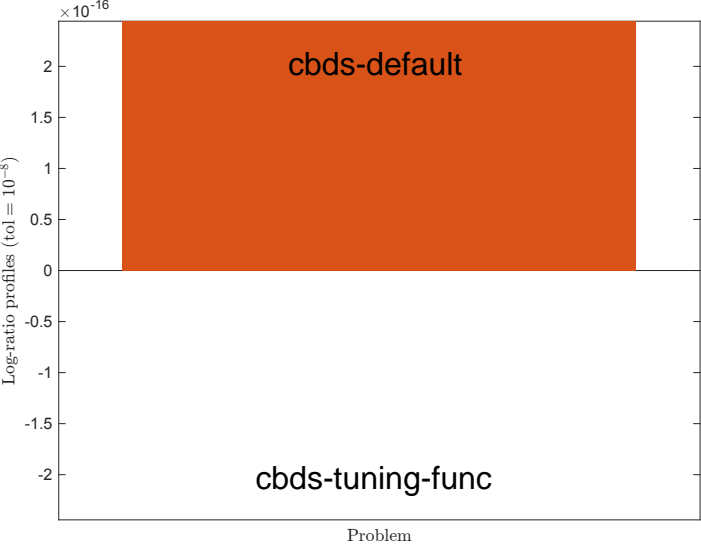 ×10⁻¹⁶
2
1.5
1
0.5
0
-0.5
-1
-1.5
-2
Log-ratio profiles (tol = 10⁻⁸)
cbds-default
cbds-tuning-func
Problem